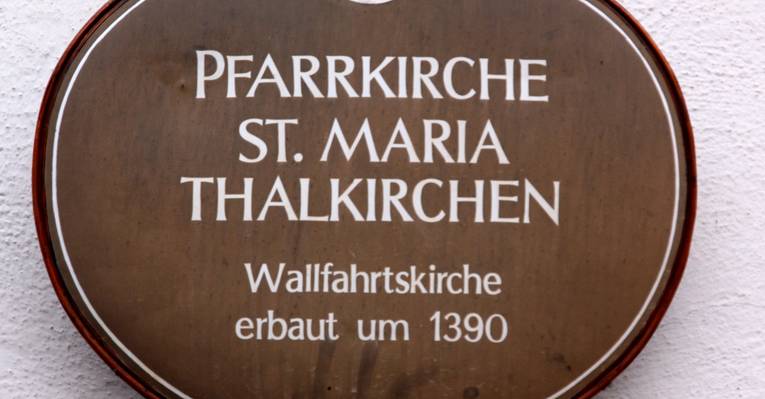 PFARRKIRCHE
ST. MARIA
THALKIRCHEN
Wallfahrtskirche
erbaut um 1390